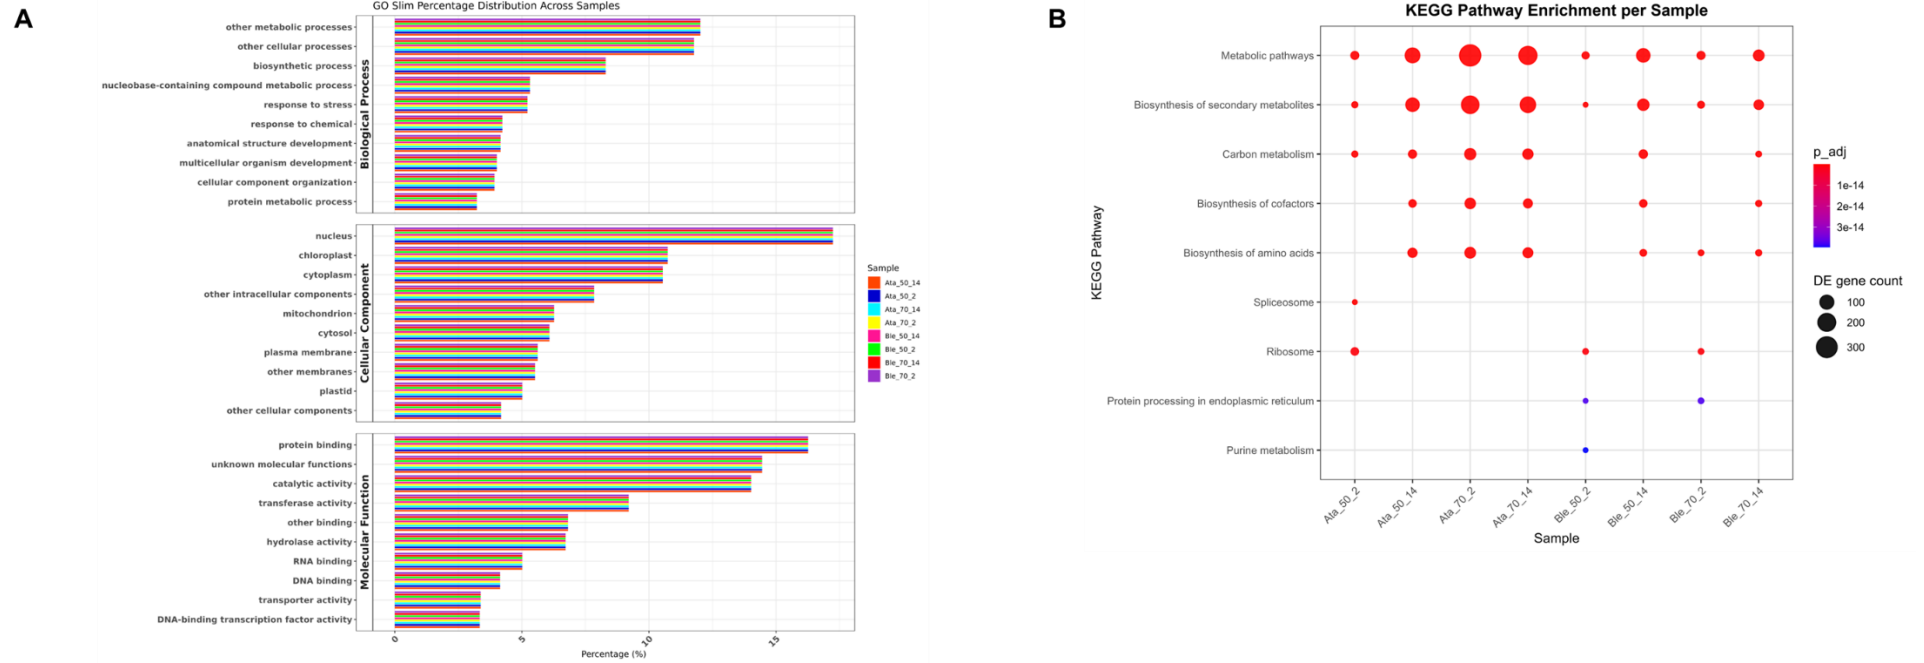 A
GO Slim Percentage Distribution Across Samples
other metabolic processes
other cellular processes
biosynthetic process
nucleobase-containing compound metabolic process
response to stress
response to chemical
anatomical structure development
multicellular organism development
cellular component organization
protein metabolic process
Biological Process
nucleus
chloroplast
cytoplasm
other intracellular components
mitochondrion
cytosol
plasma membrane
other membranes
plastid
other cellular components
Cellular Component
protein binding
unknown molecular functions
catalytic activity
transferase activity
other binding
hydrolase activity
RNA binding
DNA binding
transporter activity
DNA-binding transcription factor activity
Molecular Function
0
5
10
15
Percentage (%)
Sample
Ata_50_14
Ata_50_2
Ata_70_14
Ata_70_2
Ble_50_14
Ble_50_2
Ble_70_14
Ble_70_2
B
KEGG Pathway Enrichment per Sample
KEGG Pathway
Metabolic pathways
Biosynthesis of secondary metabolites
Carbon metabolism
Biosynthesis of cofactors
Biosynthesis of amino acids
Spliceosome
Ribosome
Protein processing in endoplasmic reticulum
Purine metabolism
Ata_50_2
Ata_50_14
Ata_70_2
Ata_70_14
Ble_50_2
Ble_50_14
Ble_70_2
Ble_70_14
Sample
p_adj
1e-14
2e-14
3e-14
DE gene count
100
200
300